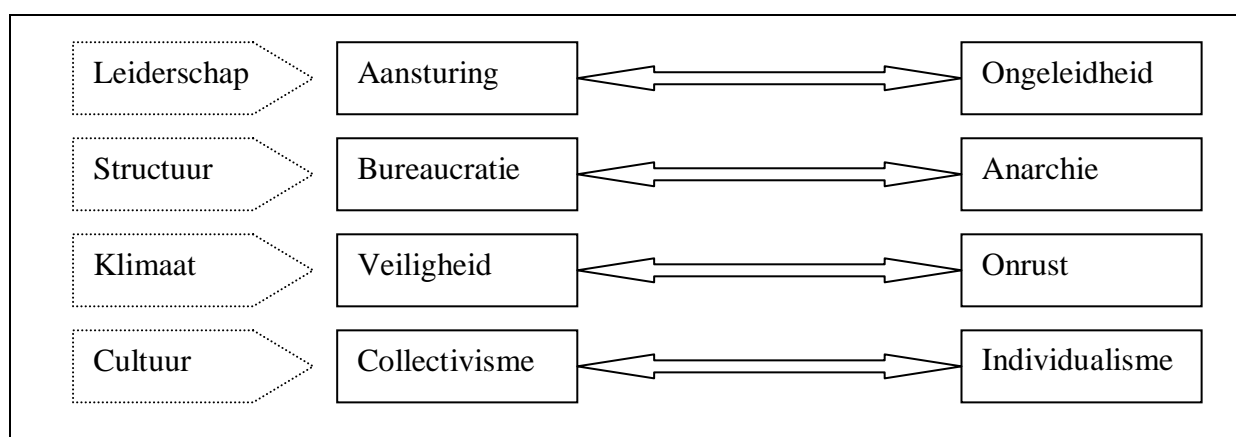 Leiderschap Aansturing Ongeleidheid
Structuur Bureaucratie Anarchie
Klimaat Veiligheid Onrust
Cultuur Collectivisme Individualisme